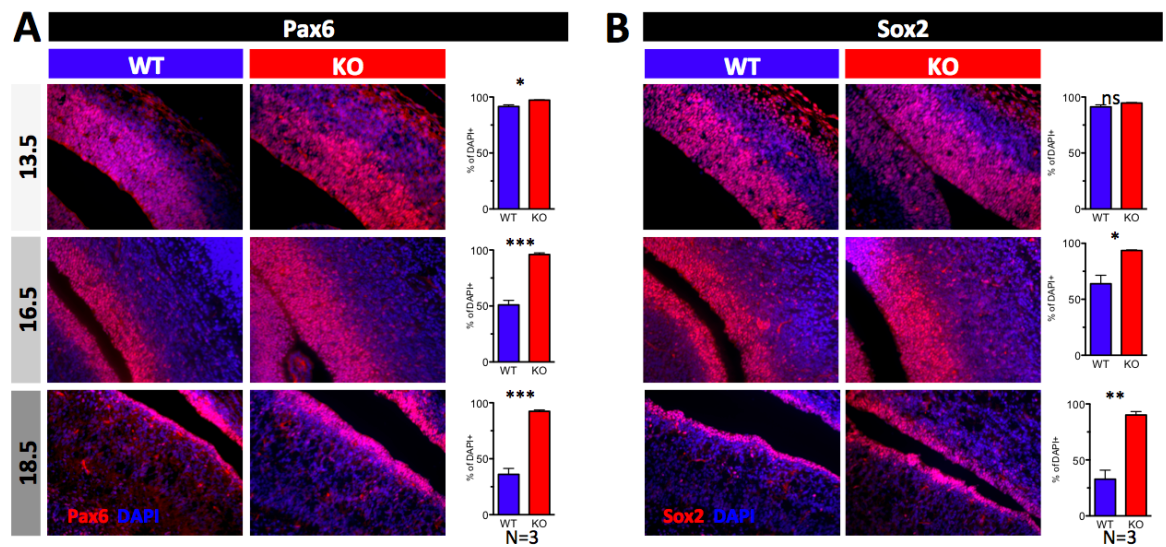 A
Pax6
WT
KO
13.5
*
100
50
0
% of DAPI+
WT KO
16.5
***
100
50
0
% of DAPI+
WT KO
18.5
Pax6 DAPI
***
100
50
0
% of DAPI+
WT KO
N=3
B
Sox2
WT
KO
ns
100
50
0
% of DAPI+
WT KO
*
100
50
0
% of DAPI+
WT KO
Sox2 DAPI
**
100
50
0
% of DAPI+
WT KO
N=3